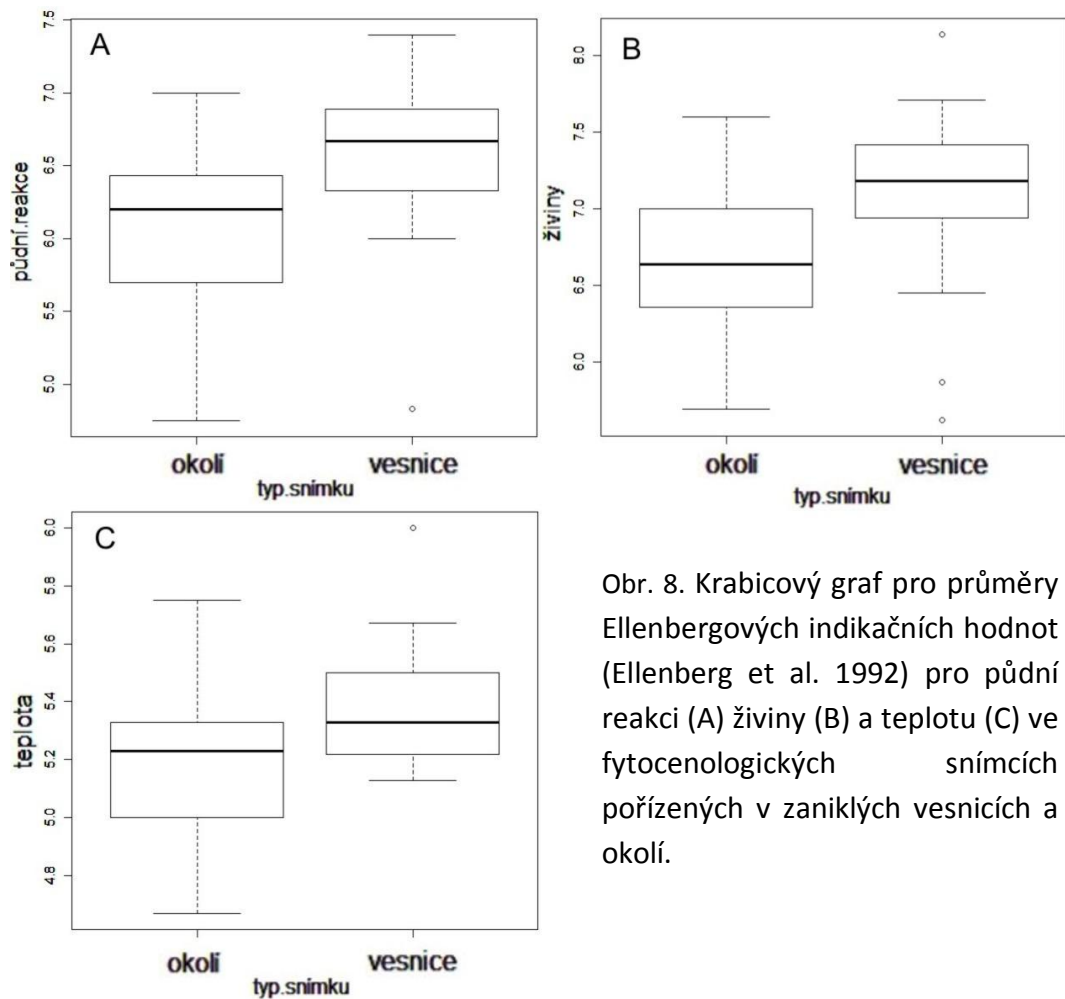 A
7.5
7.0
6.5
6.0
5.5
5.0
půdní.reakce
okolí vesnice
typ.snímku
B
8.0
7.5
7.0
6.5
6.0
živiny
okolí vesnice
typ.snímku
C
6.0
5.8
5.6
5.4
5.2
5.0
4.8
teplota
okolí vesnice
typ.snímku
Obr. 8. Krabicový graf pro průměry
Ellenbergových indikačních hodnot
(Ellenberg et al. 1992) pro půdní
reakci (A) živiny (B) a teplotu (C) ve
fytocenologických snímcích
pořízených v zaniklých vesnicích a
okolí.